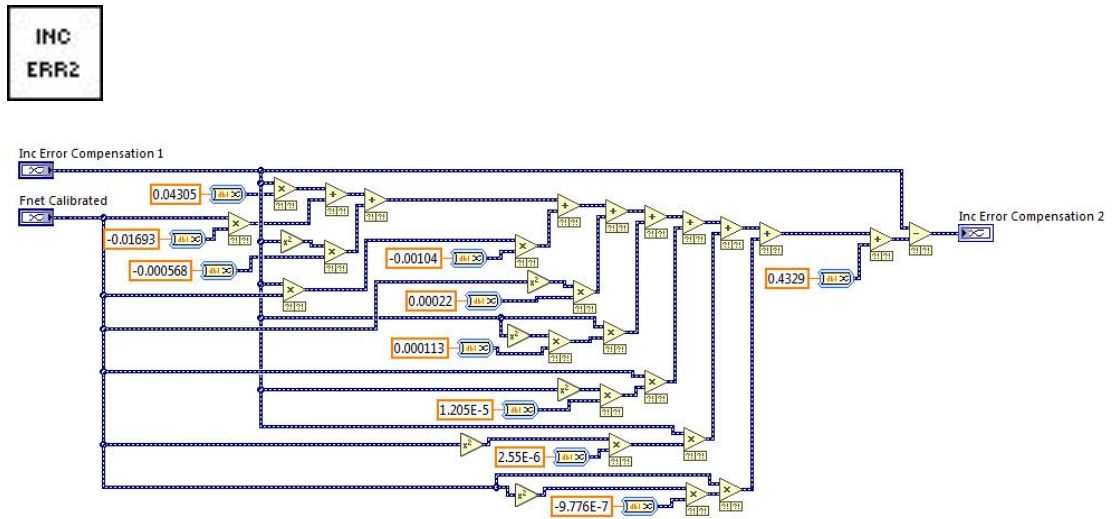 INC
ERR2
Inc Error Compensation 1
Fnet Calibrated
0.04305
-0.01693
-0.000568
-0.00104
0.00022
0.000113
1.205E-5
2.55E-6
-9.776E-7
0.4329
Inc Error Compensation 2